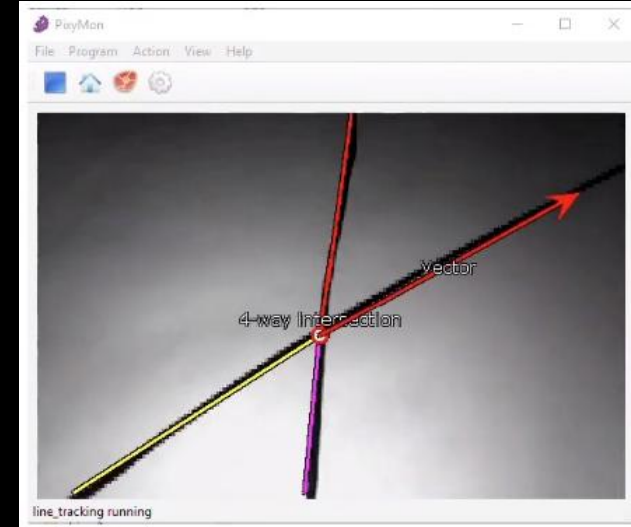 PixyMon
File Program Action View Help
Vector
4-way Intersection
line_tracking running